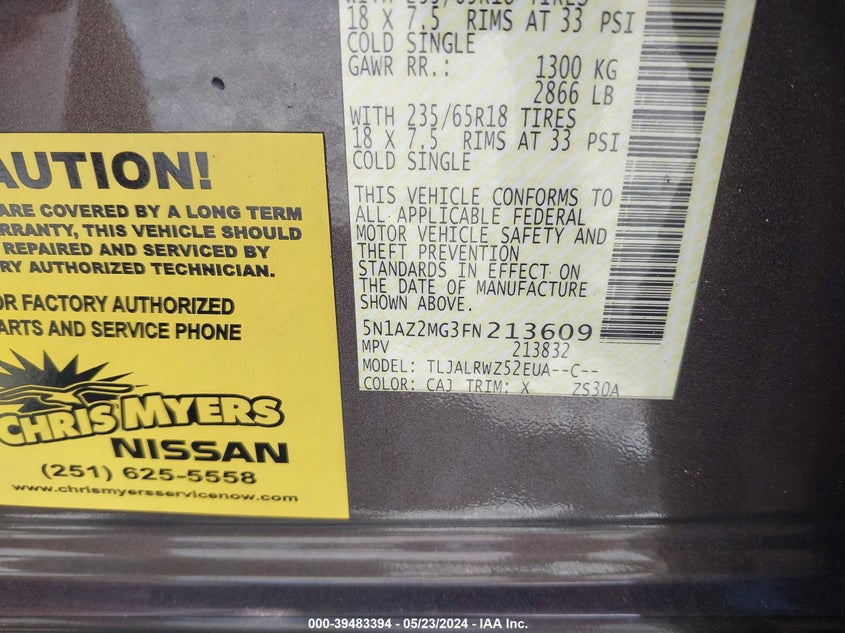 18 X 7.5 RIMS AT 33 PSI
COLD SINGLE
GAWR RR.: 1300 KG
2866 LB
WITH 235/65R18 TIRES
18 X 7.5 RIMS AT 33 PSI
COLD SINGLE
THIS VEHICLE CONFORMS TO
ALL APPLICABLE FEDERAL
MOTOR VEHICLE SAFETY AND
THEFT PREVENTION
STANDARDS IN EFFECT ON
THE DATE OF MANUFACTURE
SHOWN ABOVE.
5N1AZ2MG3FN213609
MPV 213832
MODEL: TLJALRWZ52EUA--C--
COLOR: CAJ TRIM: X ZS30A
AUTION!
ARE COVERED BY A LONG TERM
RRANTY, THIS VEHICLE SHOULD
REPAIRED AND SERVICED BY
RY AUTHORIZED TECHNICIAN.
OR FACTORY AUTHORIZED
ARTS AND SERVICE PHONE
CHRIS MYERS
NISSAN
(251) 625-5558
www.chrismyersservicenow.com
000-39483394 - 05/23/2024 - IAA Inc.